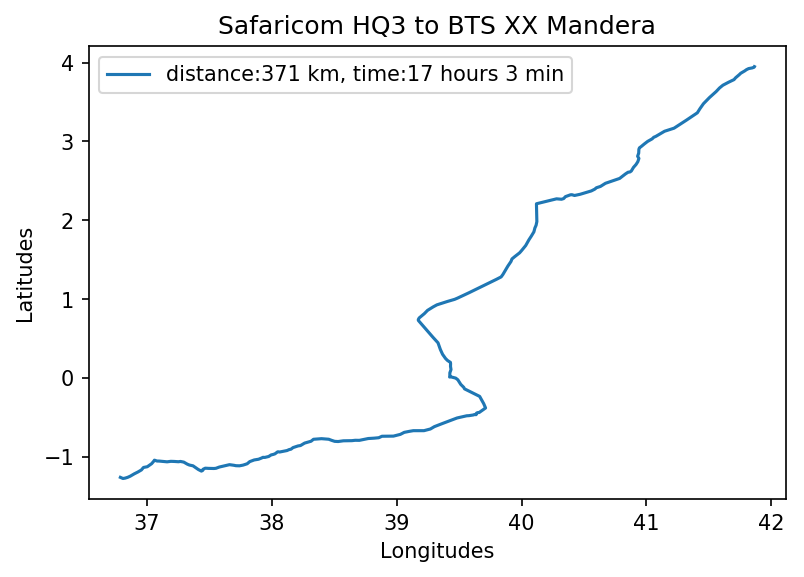 Safaricom HQ3 to BTS XX Mandera
distance:371 km, time:17 hours 3 min
4
3
2
1
0
−1
Latitudes
37 38 39 40 41 42
Longitudes